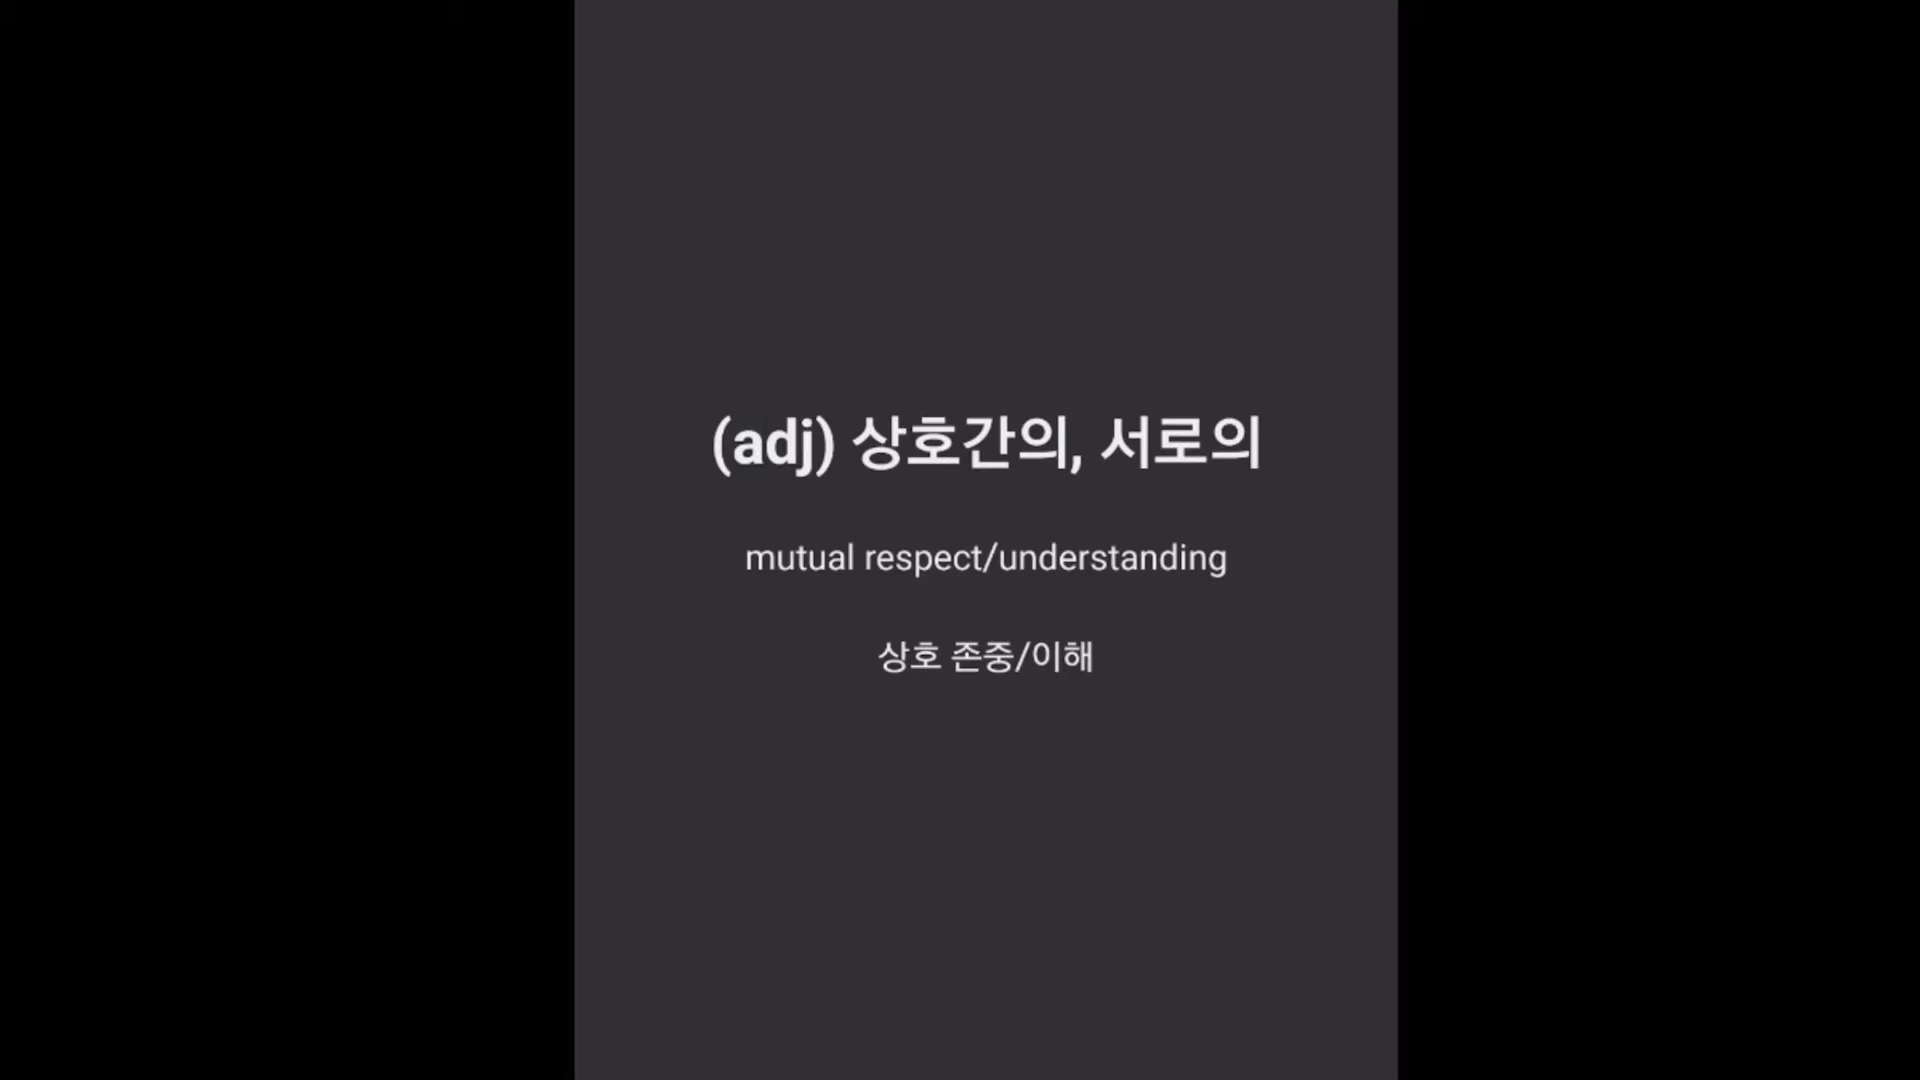 (adj) 상호간의, 서로의
mutual respect/understanding
상호 존중/이해